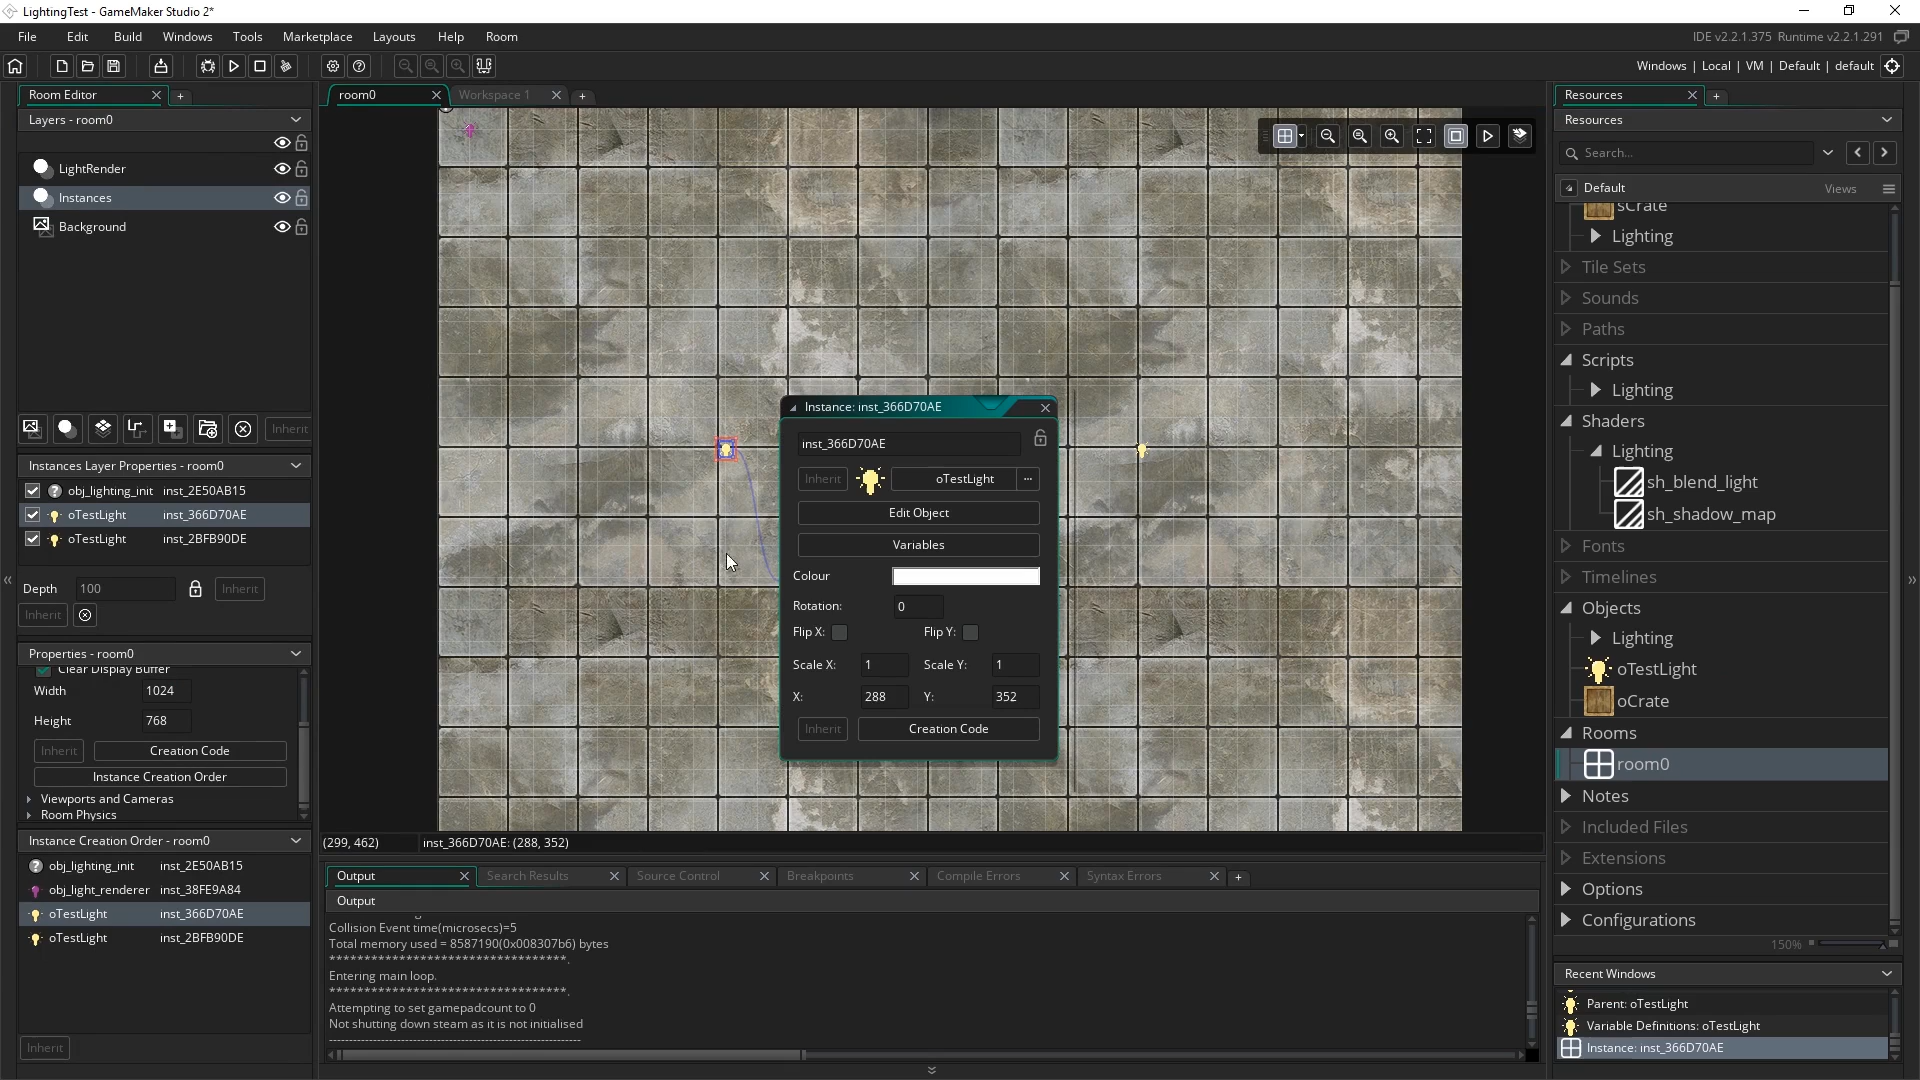 LightingTest - GameMaker Studio 2*
File Edit Build Windows Tools Marketplace Layouts Help Room
IDE v2.2.1.375 Runtime v2.2.1.291
Windows | Local | VM | Default | default
Room Editor
Layers - room0
LightRender
Instances
Background
Inherit
Instances Layer Properties - room0
obj_lighting_init inst_2E50AB15
oTestLight inst_366D70AE
oTestLight inst_2BFB90DE
Depth 100 Inherit
Inherit
Properties - room0
Clear Display Buffer
Width 1024
Height 768
Inherit Creation Code
Instance Creation Order
Viewports and Cameras
Room Physics
Instance Creation Order - room0
obj_lighting_init inst_2E50AB15
obj_light_renderer inst_38FE9A84
oTestLight inst_366D70AE
oTestLight inst_2BFB90DE
Inherit
room0 Workspace 1
Instance: inst_366D70AE
inst_366D70AE
Inherit oTestLight ...
Edit Object
Variables
Colour
Rotation: 0
Flip X: Flip Y:
Scale X: 1 Scale Y: 1
X: 288 Y: 352
Inherit Creation Code
(299, 462) inst_366D70AE: (288, 352)
Output Search Results Source Control Breakpoints Compile Errors Syntax Errors
Output
Collision Event time(microsecs)=5
Total memory used = 8587190(0x008307b6) bytes
**********************************.
Entering main loop.
**********************************.
Attempting to set gamepadcount to 0
Not shutting down steam as it is not initialised
Resources
Resources
Search...
Default Views
sCrate
Lighting
Tile Sets
Sounds
Paths
Scripts
Lighting
Shaders
Lighting
sh_blend_light
sh_shadow_map
Fonts
Timelines
Objects
Lighting
oTestLight
oCrate
Rooms
room0
Notes
Included Files
Extensions
Options
Configurations
150%
Recent Windows
Parent: oTestLight
Variable Definitions: oTestLight
Instance: inst_366D70AE